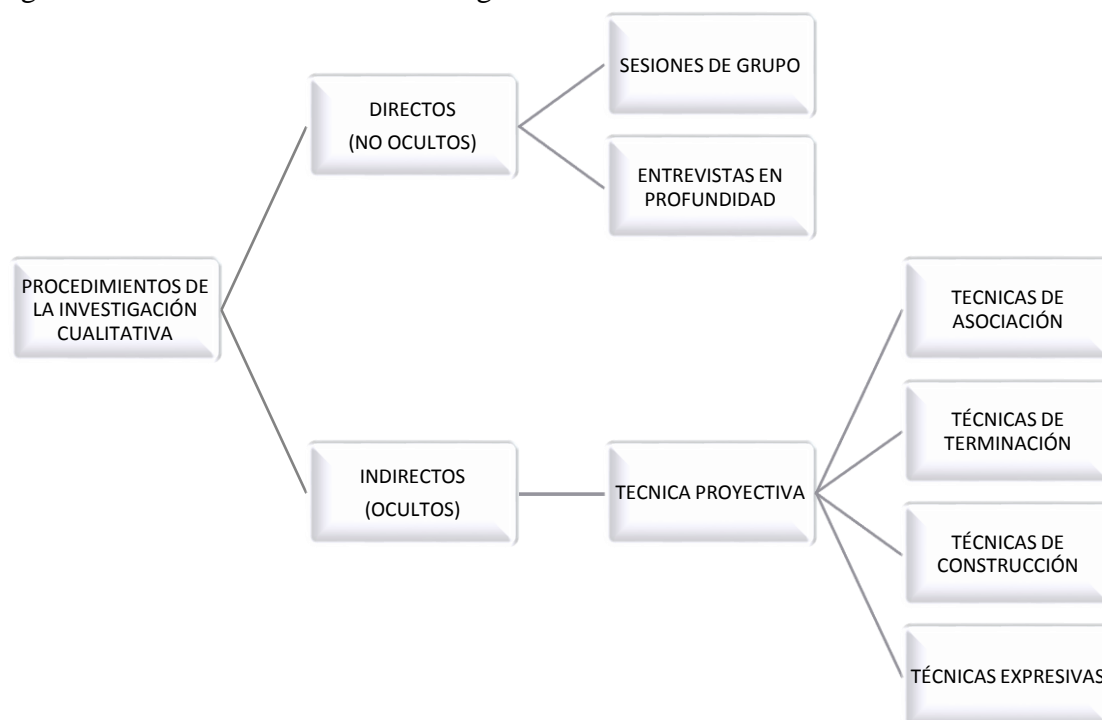 SESIONES DE GRUPO
DIRECTOS
(NO OCULTOS)
ENTREVISTAS EN
PROFUNDIDAD
PROCEDIMIENTOS DE
LA INVESTIGACIÓN
CUALITATIVA
TECNICAS DE
ASOCIACIÓN
TÉCNICAS DE
TERMINACIÓN
INDIRECTOS
(OCULTOS)
TECNICA PROYECTIVA
TÉCNICAS DE
CONSTRUCCIÓN
TÉCNICAS EXPRESIVAS